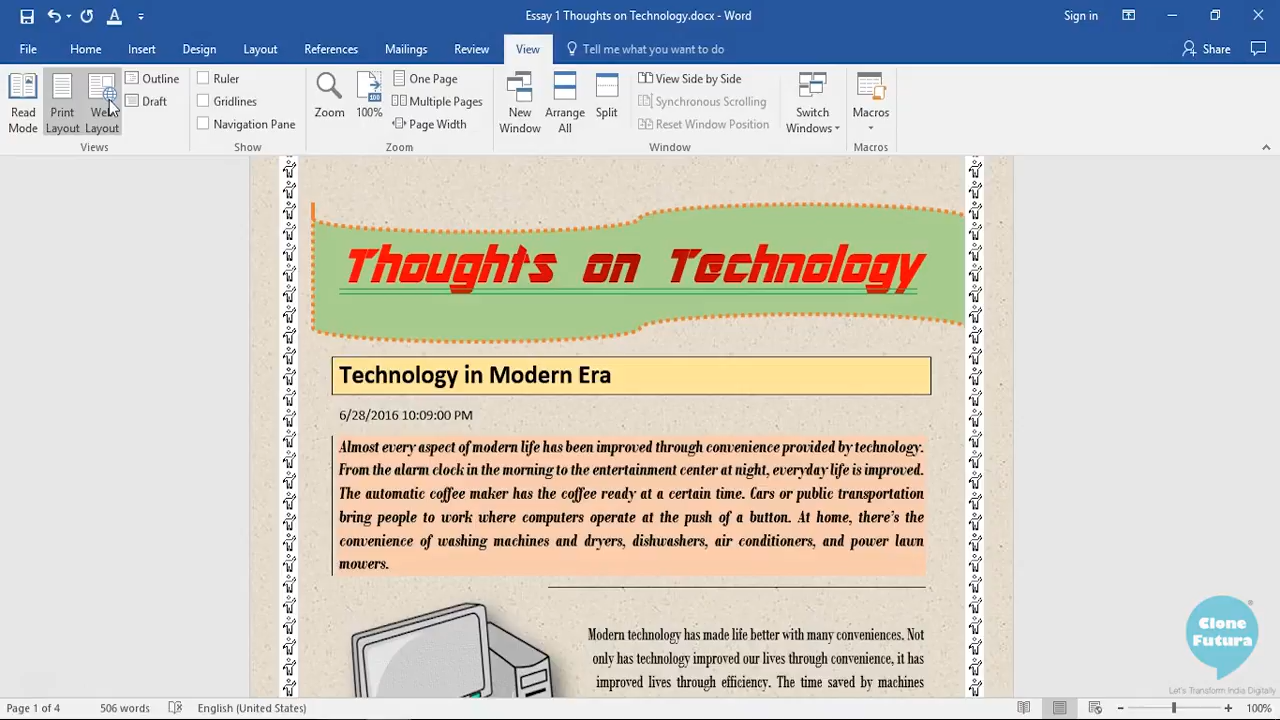 Essay 1 Thoughts on Technology.docx - Word
Sign in
File Home Insert Design Layout References Mailings Review View Tell me what you want to do Share
Read Mode
Print Layout
Web Layout
Outline
Draft
Views
Ruler
Gridlines
Navigation Pane
Show
Zoom
100
100%
One Page
Multiple Pages
Page Width
Zoom
New Window
Arrange All
Split
View Side by Side
Synchronous Scrolling
Reset Window Position
Switch Windows
Window
Macros
Macros
Thoughts on Technology
Technology in Modern Era
6/28/2016 10:09:00 PM
Almost every aspect of modern life has been improved through convenience provided by technology.
From the alarm clock in the morning to the entertainment center at night, everyday life is improved.
The automatic coffee maker has the coffee ready at a certain time. Cars or public transportation
bring people to work where computers operate at the push of a button. At home, there's the
convenience of washing machines and dryers, dishwashers, air conditioners, and power lawn
mowers.
Modern technology has made life better with many conveniences. Not
only has technology improved our lives through convenience, it has
improved lives through efficiency. The time saved by machines
Clone
Futura
®
Let's Transform India Digitally
Page 1 of 4 506 words English (United States) 100%